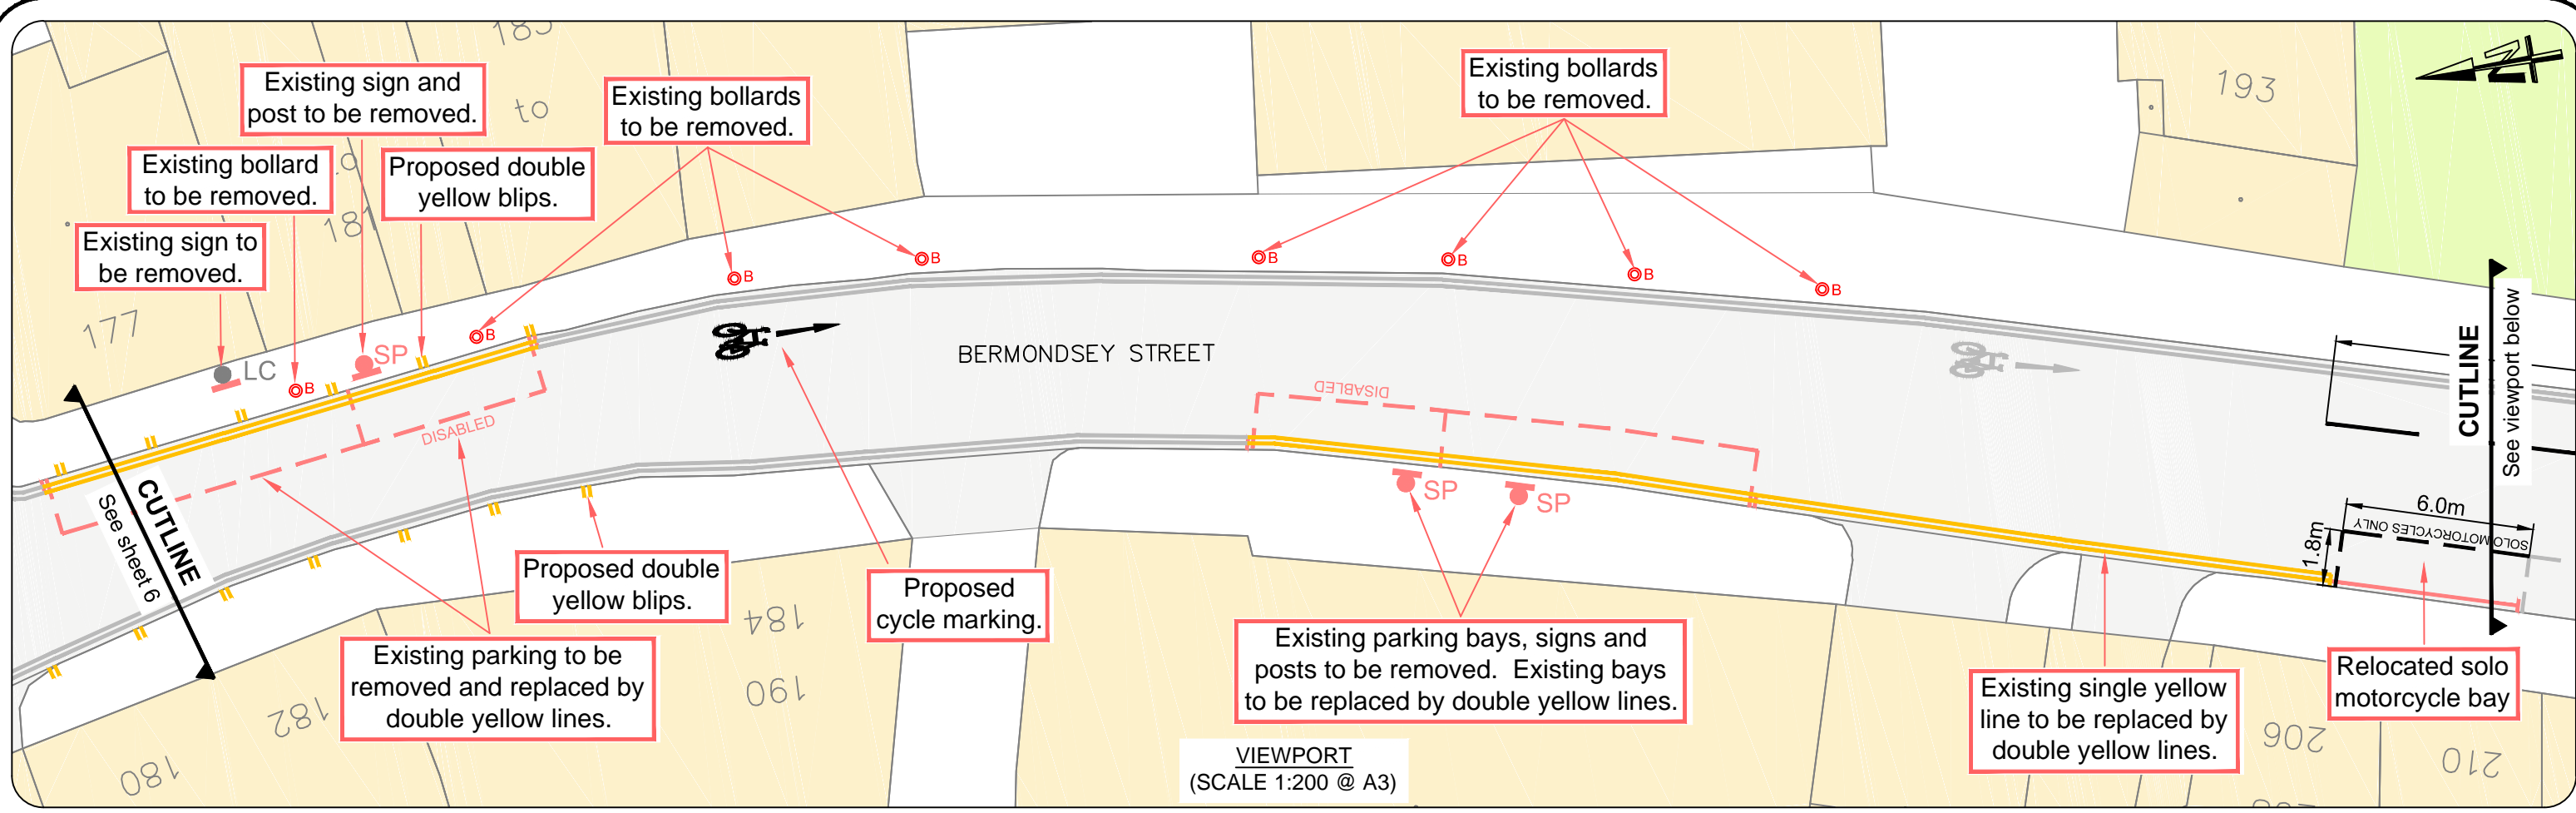 183
to
Existing sign and
post to be removed.
Existing bollards
to be removed.
Existing bollards
to be removed.
N
193
Existing bollard
to be removed.
Proposed double
yellow blips.
181
Existing sign to
be removed.
177
LC
B
SP
B
B
B
B
B
B
B
BERMONDSEY STREET
DISABLED
DISABLED
CUTLINE
See viewport below
CUTLINE
See sheet 6
SP
SP
6.0m
1.8m
SOLO MOTORCYCLES ONLY
Proposed double
yellow blips.
Proposed
cycle marking.
184
190
182
180
Existing parking to be
removed and replaced by
double yellow lines.
Existing parking bays, signs and
posts to be removed.  Existing bays
to be replaced by double yellow lines.
Existing single yellow
line to be replaced by
double yellow lines.
Relocated solo
motorcycle bay
206
210
VIEWPORT
(SCALE 1:200 @ A3)